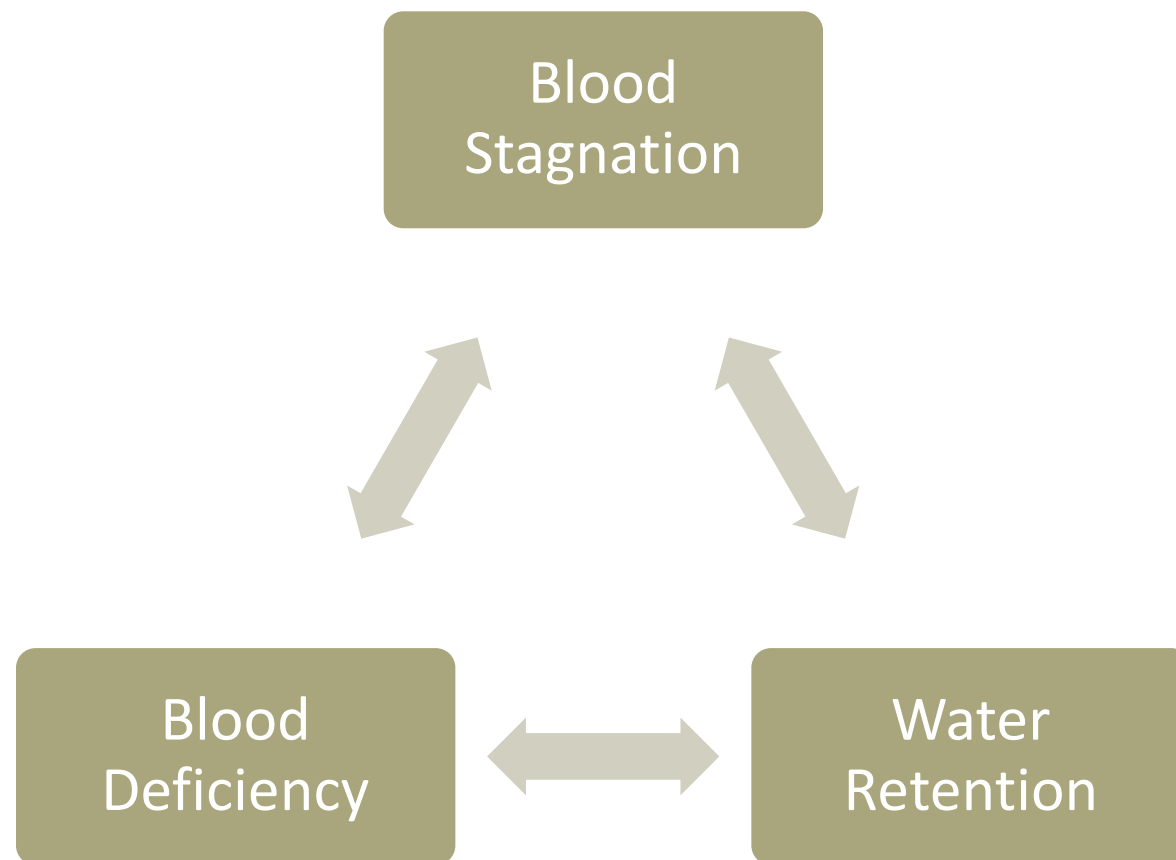 Blood
Stagnation
Blood
Deficiency
Water
Retention